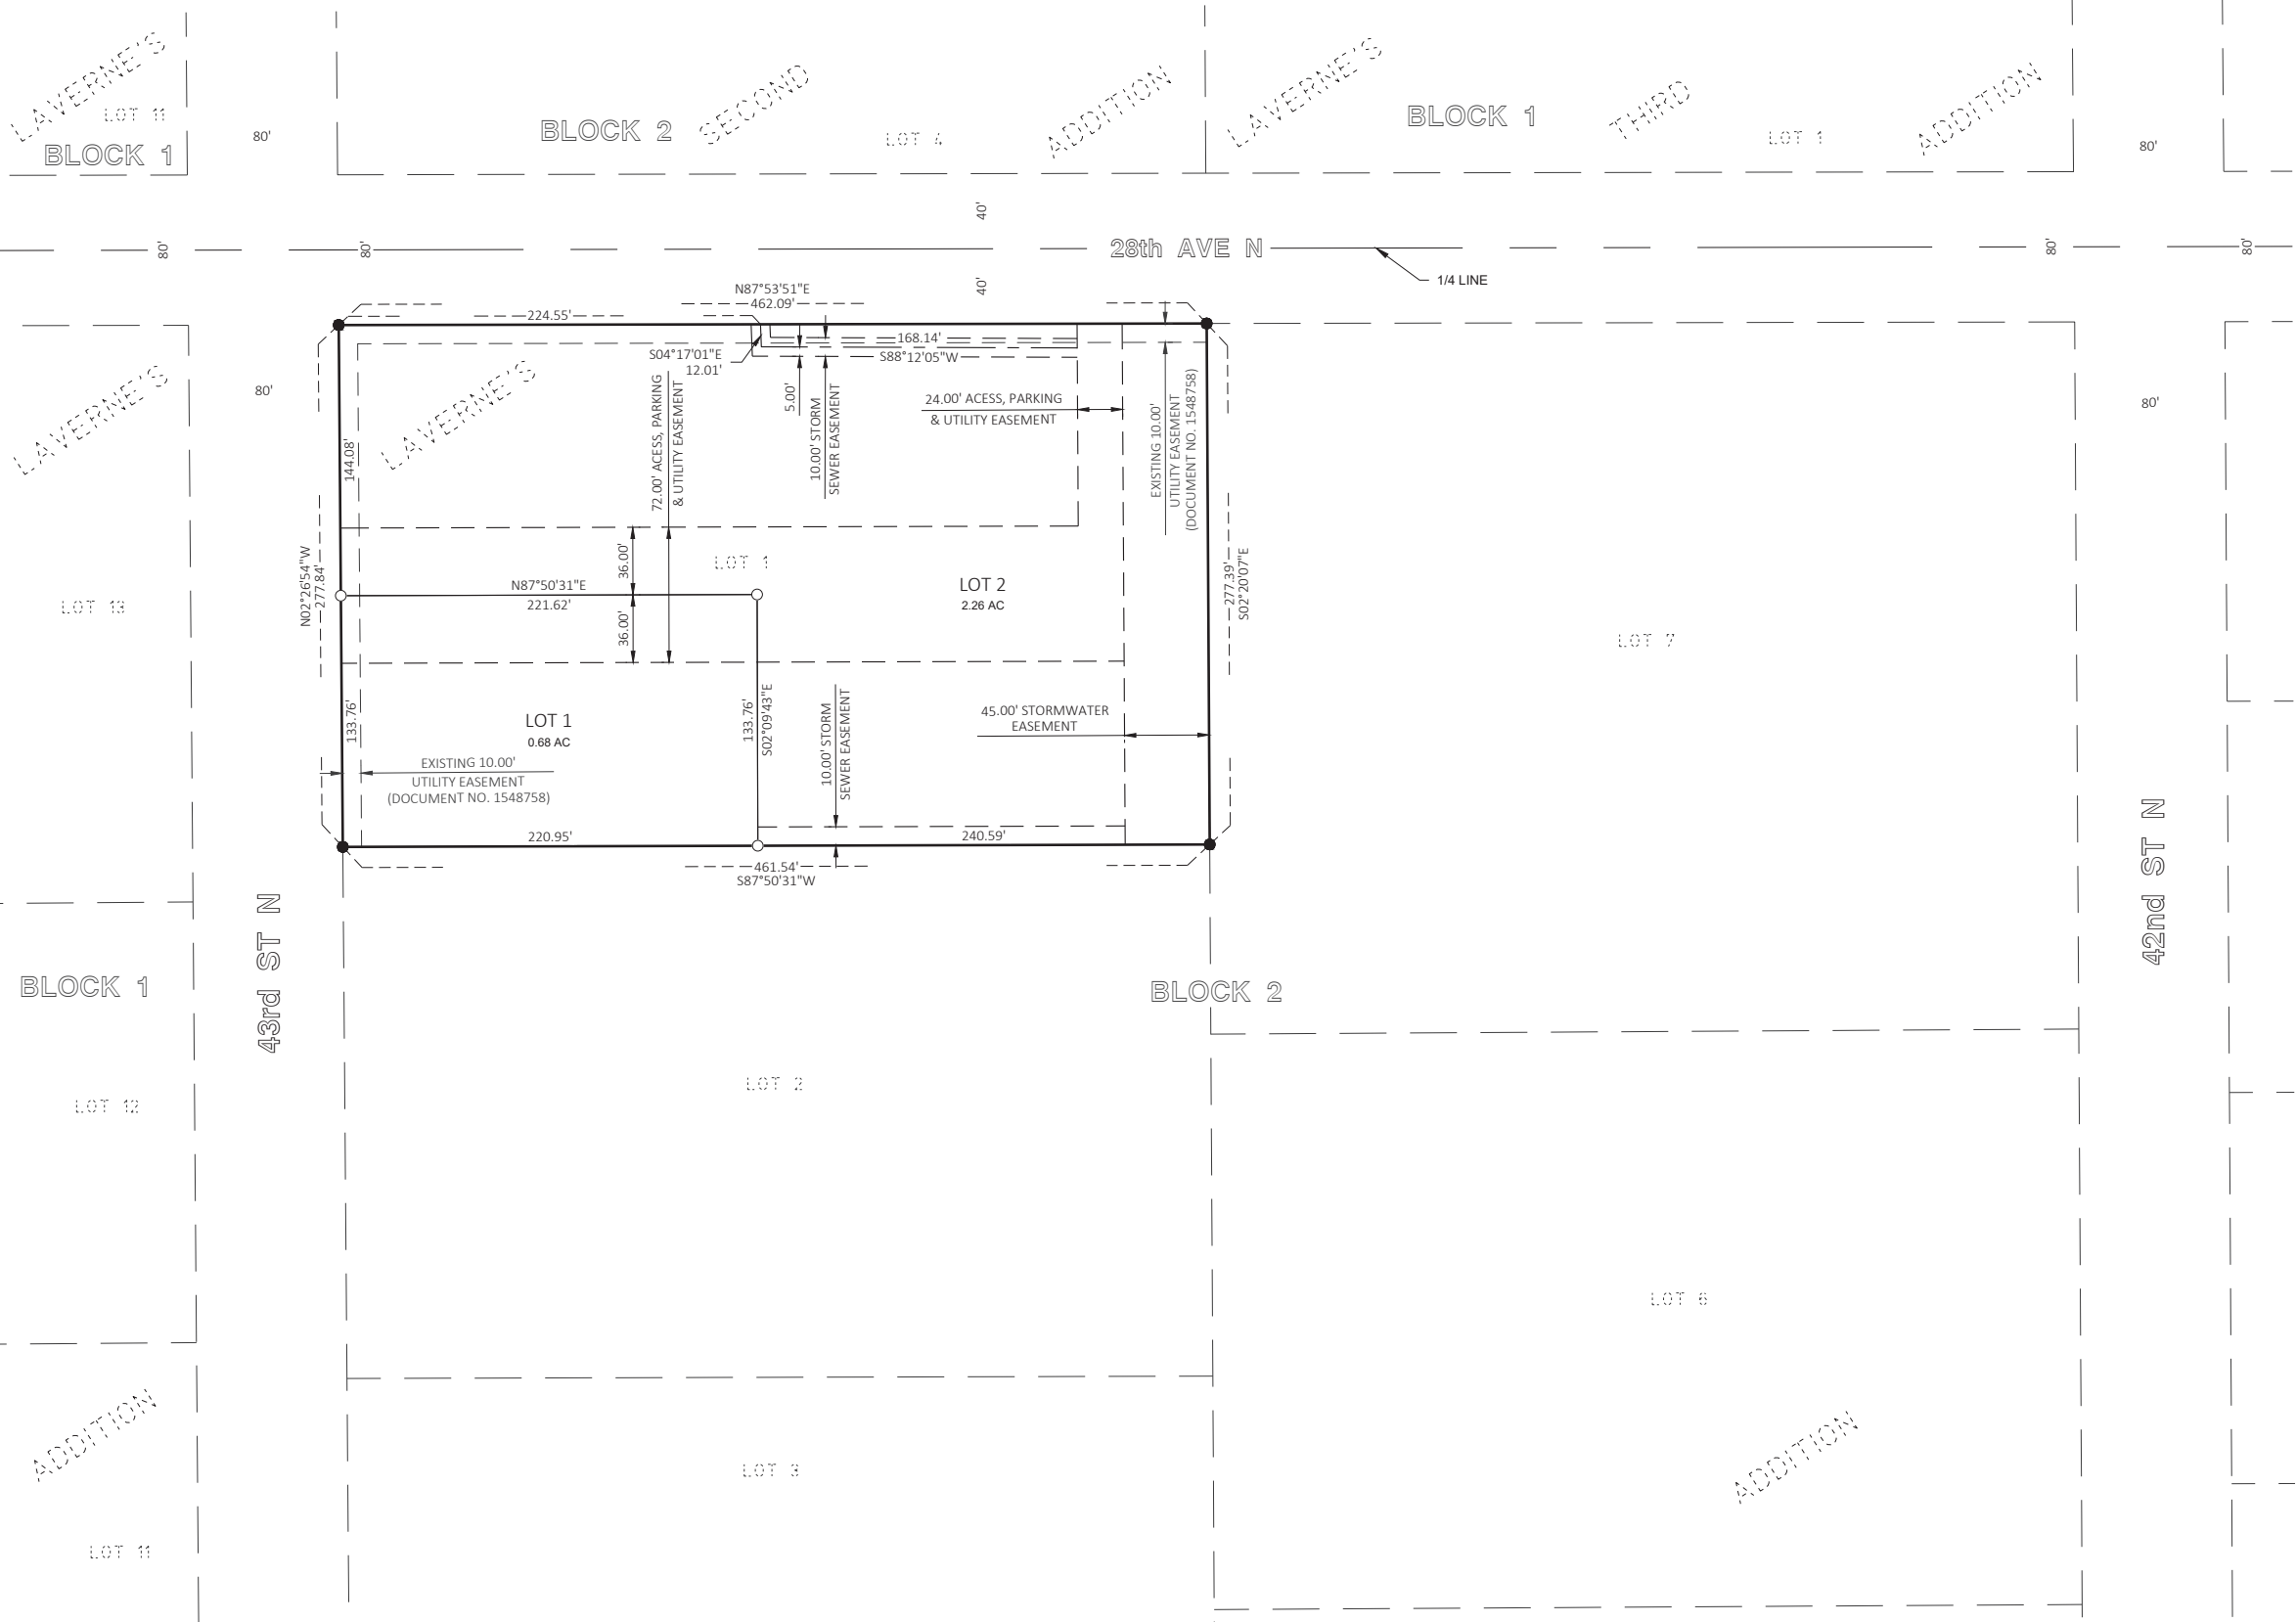 LAVERNE'S
LOT 11
BLOCK 1
80'
BLOCK 2
SECOND
LOT 4
ADDITION
LAVERNE'S
BLOCK 1
THIRD
LOT 1
ADDITION
80'
40'
80'
80'
28th AVE N
80'
80'
40'
1/4 LINE
N87°53'51"E
462.09'
224.55'
168.14'
S88°12'05"W
S04°17'01"E
12.01'
LAVERNE'S
80'
LAVERNE'S
144.08'
72.00' ACESS, PARKING
& UTILITY EASEMENT
5.00'
10.00' STORM
SEWER EASEMENT
24.00' ACESS, PARKING
& UTILITY EASEMENT
EXISTING 10.00'
UTILITY EASEMENT
(DOCUMENT NO. 1548758)
80'
36.00'
LOT 1
N02°26'54"W
277.84'
N87°50'31"E
221.62'
36.00'
LOT 2
2.26 AC
277.39'
S02°20'07"E
LOT 13
LOT 7
133.76'
LOT 1
0.68 AC
133.76'
S02°09'43"E
10.00' STORM
SEWER EASEMENT
45.00' STORMWATER
EASEMENT
EXISTING 10.00'
UTILITY EASEMENT
(DOCUMENT NO. 1548758)
220.95'
240.59'
461.54'
S87°50'31"W
43rd ST N
42nd ST N
BLOCK 1
BLOCK 2
LOT 2
LOT 12
LOT 6
ADDITION
LOT 3
ADDITION
LOT 11